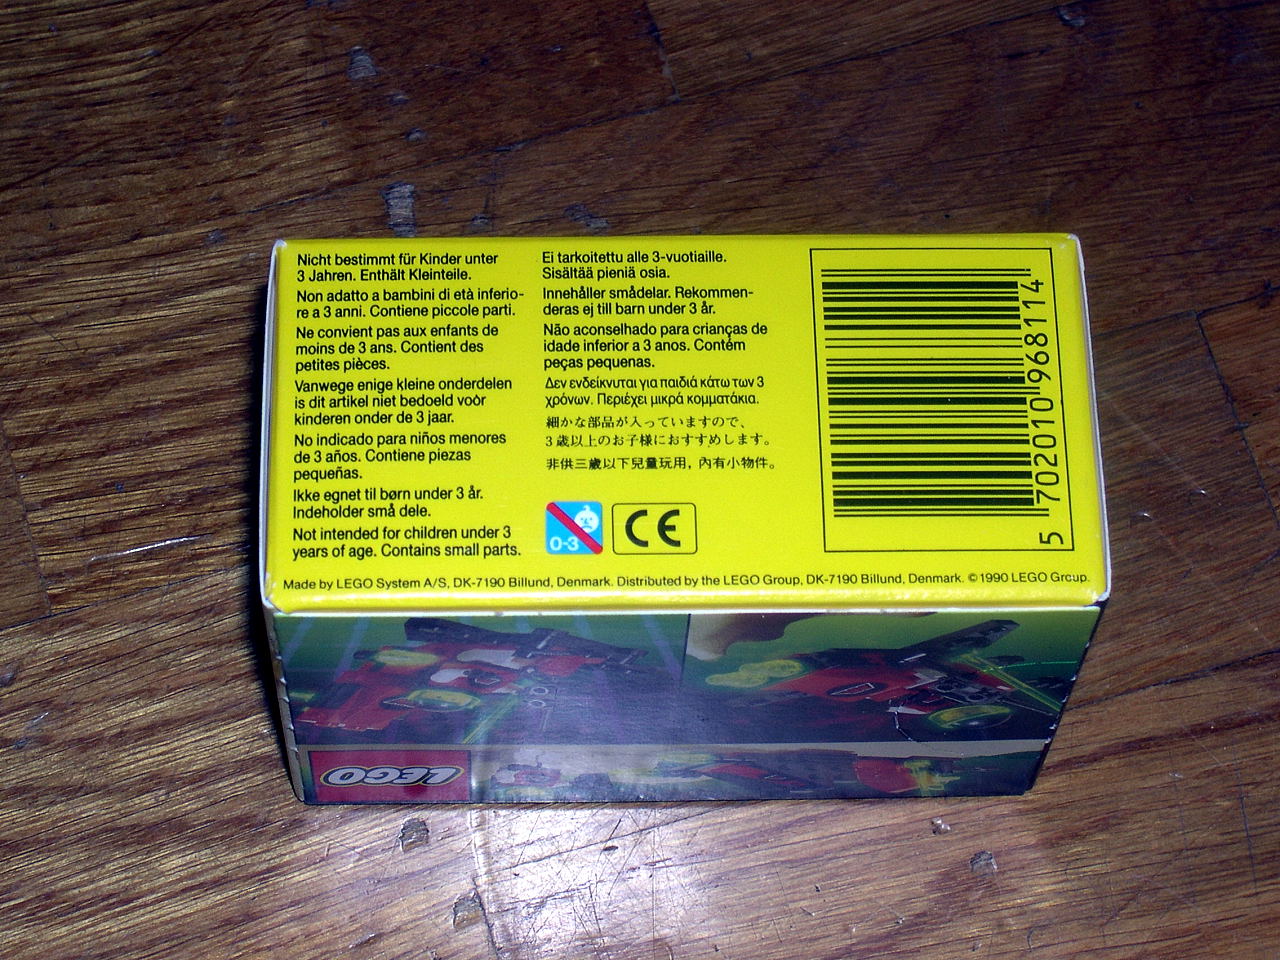 Nicht bestimmt für Kinder unter
3 Jahren. Enthält Kleinteile.
Non adatto a bambini di età inferio-
re a 3 anni. Contiene piccole parti.
Ne convient pas aux enfants de
moins de 3 ans. Contient des
petites pièces.
Vanwege enige kleine onderdelen
is dit artikel niet bedoeld voór
kinderen onder de 3 jaar.
No indicado para niños menores
de 3 años. Contiene piezas
pequeñas.
Ikke egnet til børn under 3 år.
Indeholder små dele.
Not intended for children under 3
years of age. Contains small parts.
Ei tarkoitettu alle 3-vuotiaille.
Sisältää pieniä osia.
Innehåller smådelar. Rekommen-
deras ej till barn under 3 år.
Não aconselhado para crianças de
idade inferior a 3 anos. Contém
peças pequenas.
Δεν ενδείκνυται για παιδιά κάτω των 3
χρόνων. Περιέχει μικρά κομματάκια.
細かな部品が入っていますので、
3歳以上のお子様におすすめします。
非供三歲以下兒童玩用，內有小物件。
0-3
CE
5 702010 968114
Made by LEGO System A/S, DK-7190 Billund, Denmark. Distributed by the LEGO Group, DK-7190 Billund, Denmark. ©1990 LEGO Group.
LEGO